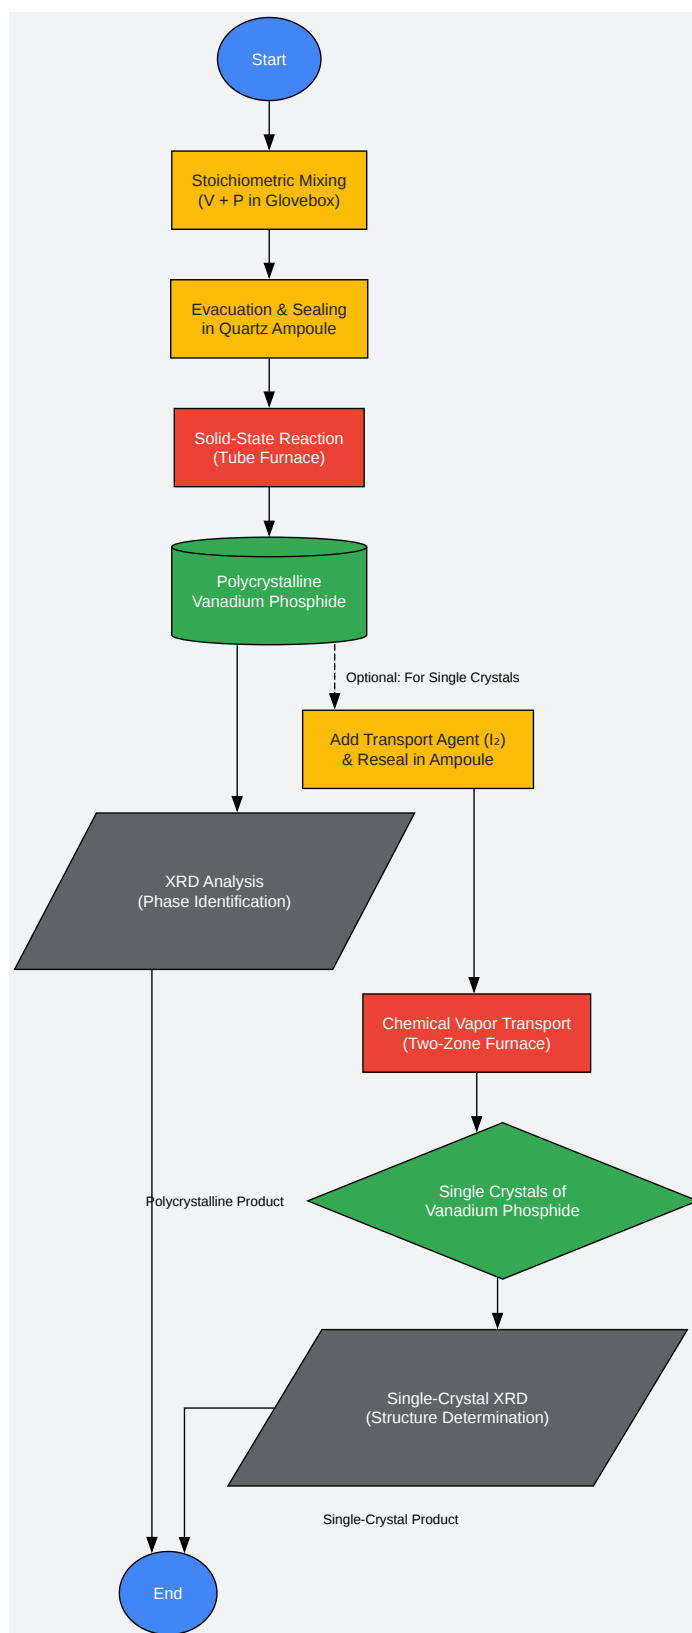 Start
Stoichiometric Mixing
(V + P in Glovebox)
Evacuation & Sealing
in Quartz Ampoule
Solid-State Reaction
(Tube Furnace)
Polycrystalline
Vanadium Phosphide
Optional: For Single Crystals
Add Transport Agent (I₂)
& Reseal in Ampoule
XRD Analysis
(Phase Identification)
Chemical Vapor Transport
(Two-Zone Furnace)
Polycrystalline Product
Single Crystals of
Vanadium Phosphide
Single-Crystal XRD
(Structure Determination)
Single-Crystal Product
End